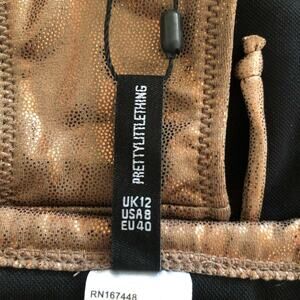 PRETTYLITTLETHING
UK12
USA8
EU40
RN167448